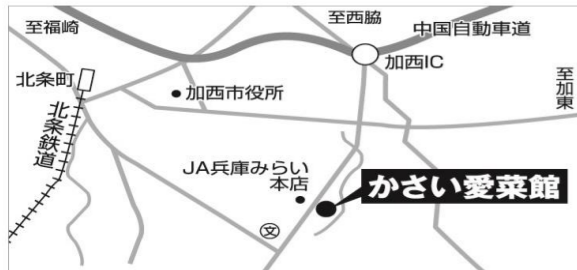 至福崎
至西脇
中国自動車道
加西IC
至加東
北条町
加西市役所
北条鉄道
JA兵庫みらい
本店
かさい愛菜館
文